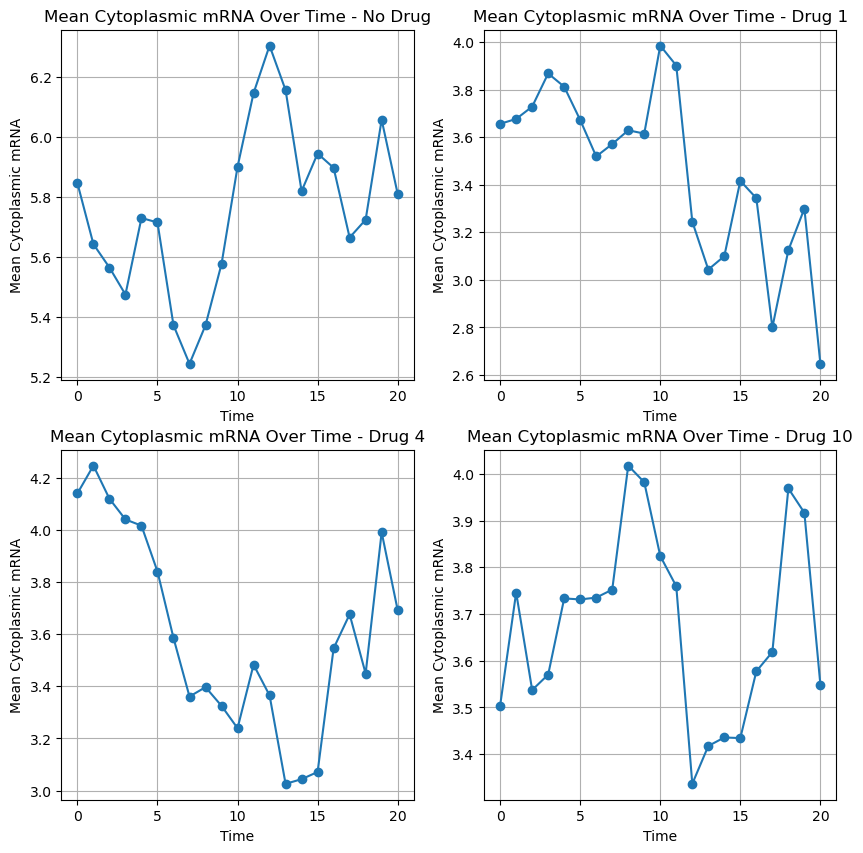 Mean Cytoplasmic mRNA Over Time - No Drug
Mean Cytoplasmic mRNA
6.2
6.0
5.8
5.6
5.4
5.2
0 5 10 15 20
Time
Mean Cytoplasmic mRNA Over Time - Drug 1
Mean Cytoplasmic mRNA
4.0
3.8
3.6
3.4
3.2
3.0
2.8
2.6
0 5 10 15 20
Time
Mean Cytoplasmic mRNA Over Time - Drug 4
Mean Cytoplasmic mRNA
4.2
4.0
3.8
3.6
3.4
3.2
3.0
0 5 10 15 20
Time
Mean Cytoplasmic mRNA Over Time - Drug 10
Mean Cytoplasmic mRNA
4.0
3.9
3.8
3.7
3.6
3.5
3.4
0 5 10 15 20
Time